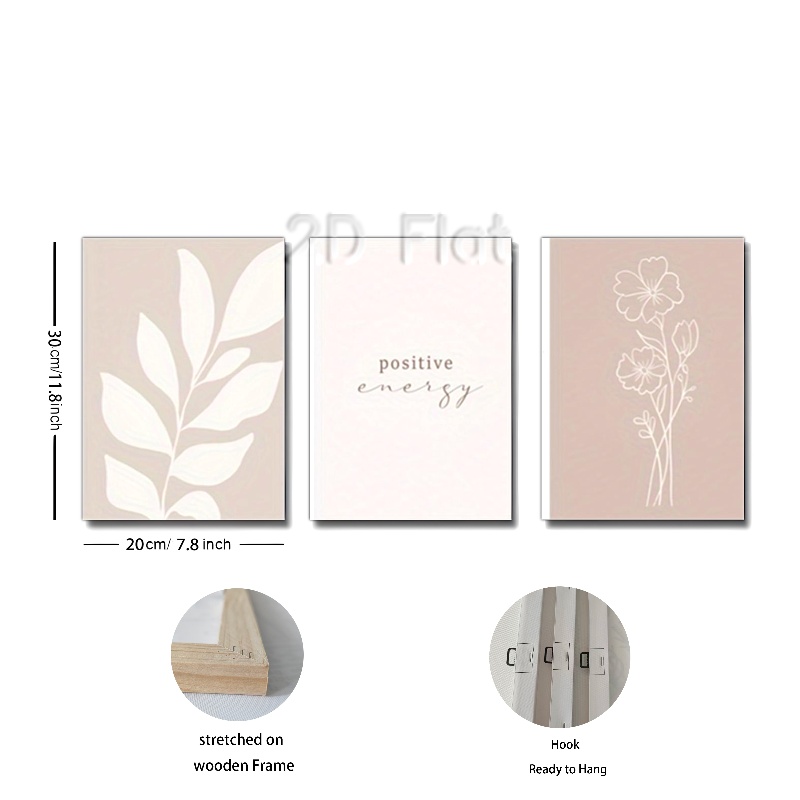 2D Flat
30cm/11.8inch
positive
energy
20cm/ 7.8 inch
stretched on
wooden Frame
Hook
Ready to Hang